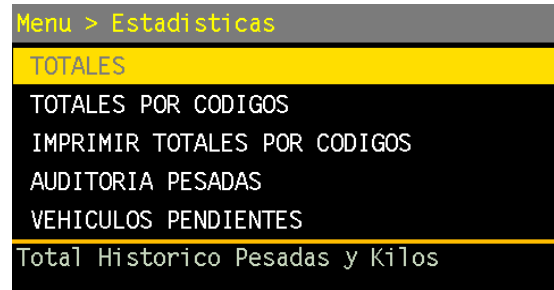 Menu > Estadisticas
TOTALES
TOTALES POR CODIGOS
IMPRIMIR TOTALES POR CODIGOS
AUDITORIA PESADAS
VEHICULOS PENDIENTES
Total Historico Pesadas y Kilos